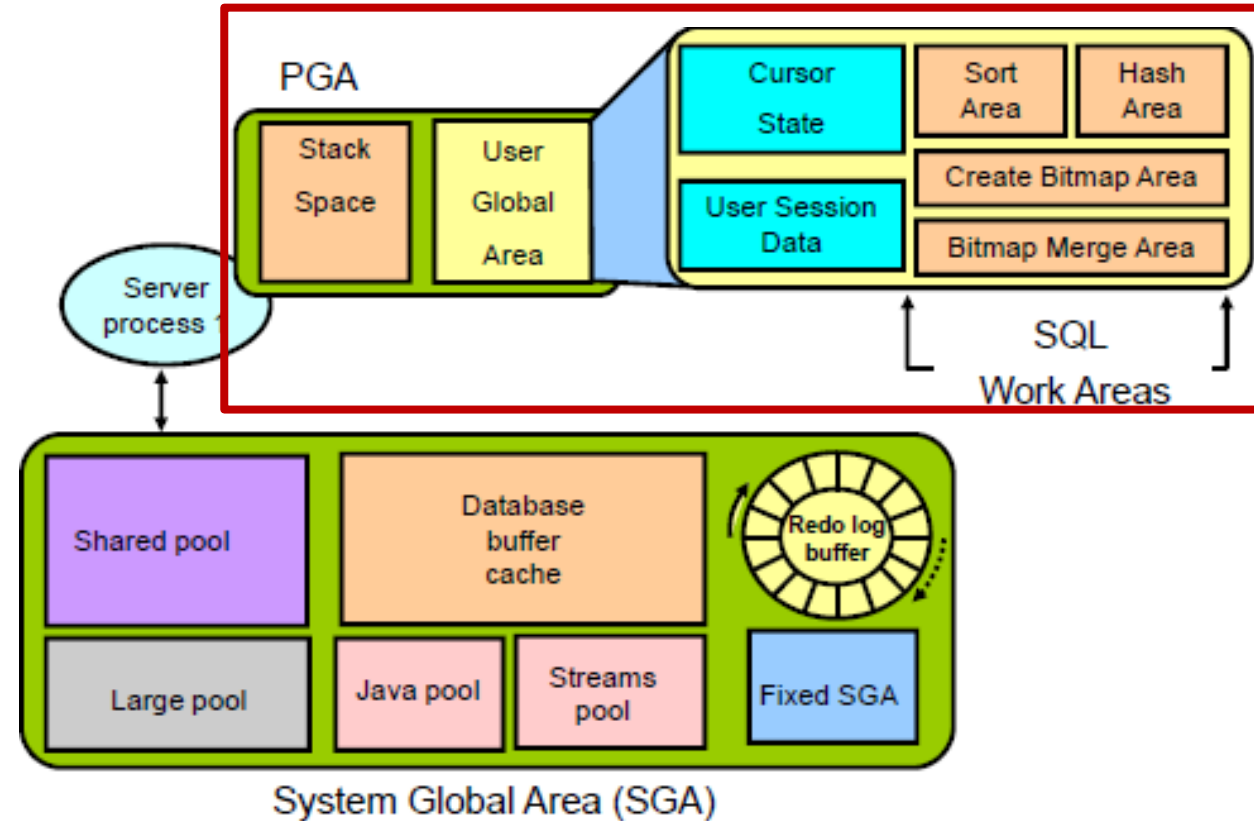 PGA
Stack
Space
User
Global
Area
Cursor
State
User Session
Data
Sort
Area
Hash
Area
Create Bitmap Area
Bitmap Merge Area
SQL
Work Areas
Server
process
Shared pool
Database
buffer
cache
Redo log
buffer
Large pool
Java pool
Streams
pool
Fixed SGA
System Global Area (SGA)